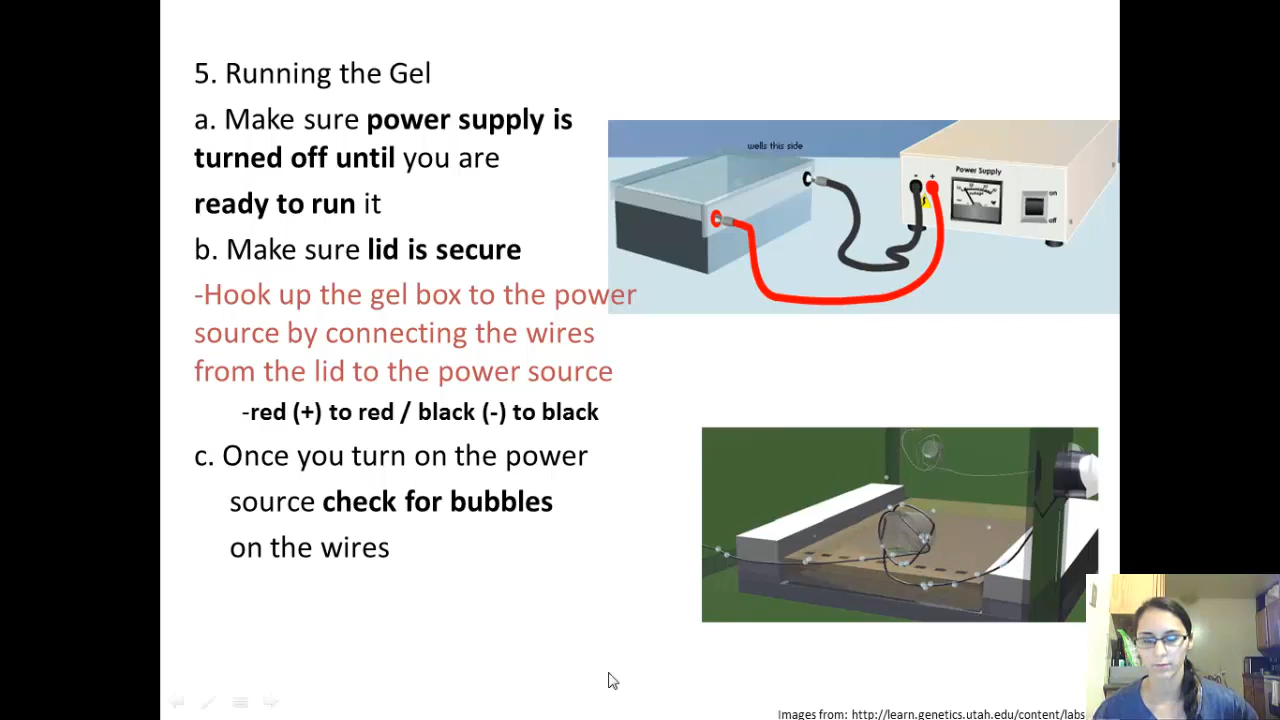 5. Running the Gel
a. Make sure power supply is
turned off until you are
ready to run it
b. Make sure lid is secure
-Hook up the gel box to the power
source by connecting the wires
from the lid to the power source
-red (+) to red / black (-) to black
c. Once you turn on the power
source check for bubbles
on the wires
wells this side
Power Supply
- +
on
off
Images from: http://learn.genetics.utah.edu/content/labs